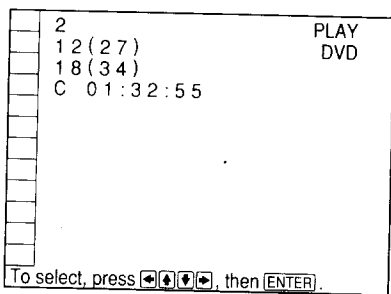 2
12(27)
18(34)
C 01:32:55
PLAY
DVD
To select, press ←↑↓→, then ENTER.